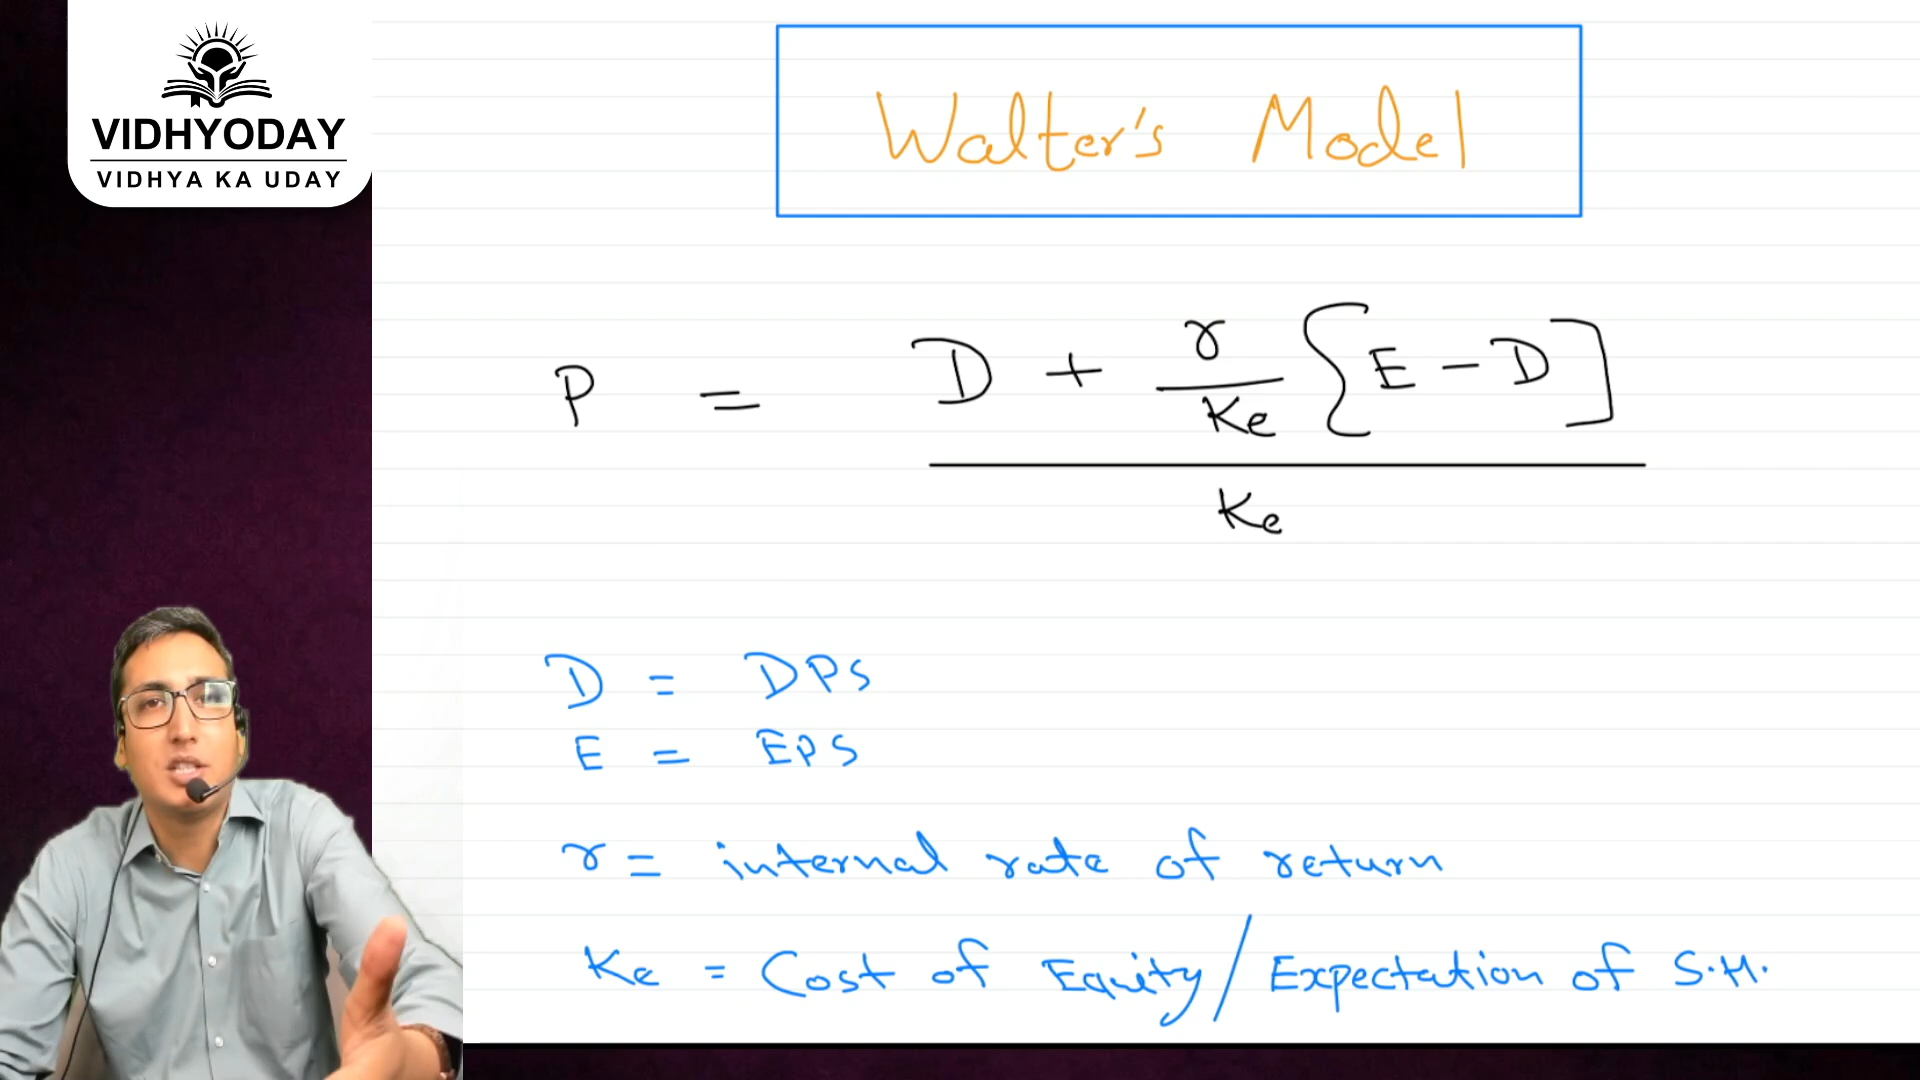 VIDHYODAY
VIDHYA KA UDAY
Walter's Model
P = D + r/Ke [E - D]
Ke
D = DPS
E = EPS
r = internal rate of return
Ke = Cost of Equity / Expectation of S.H.